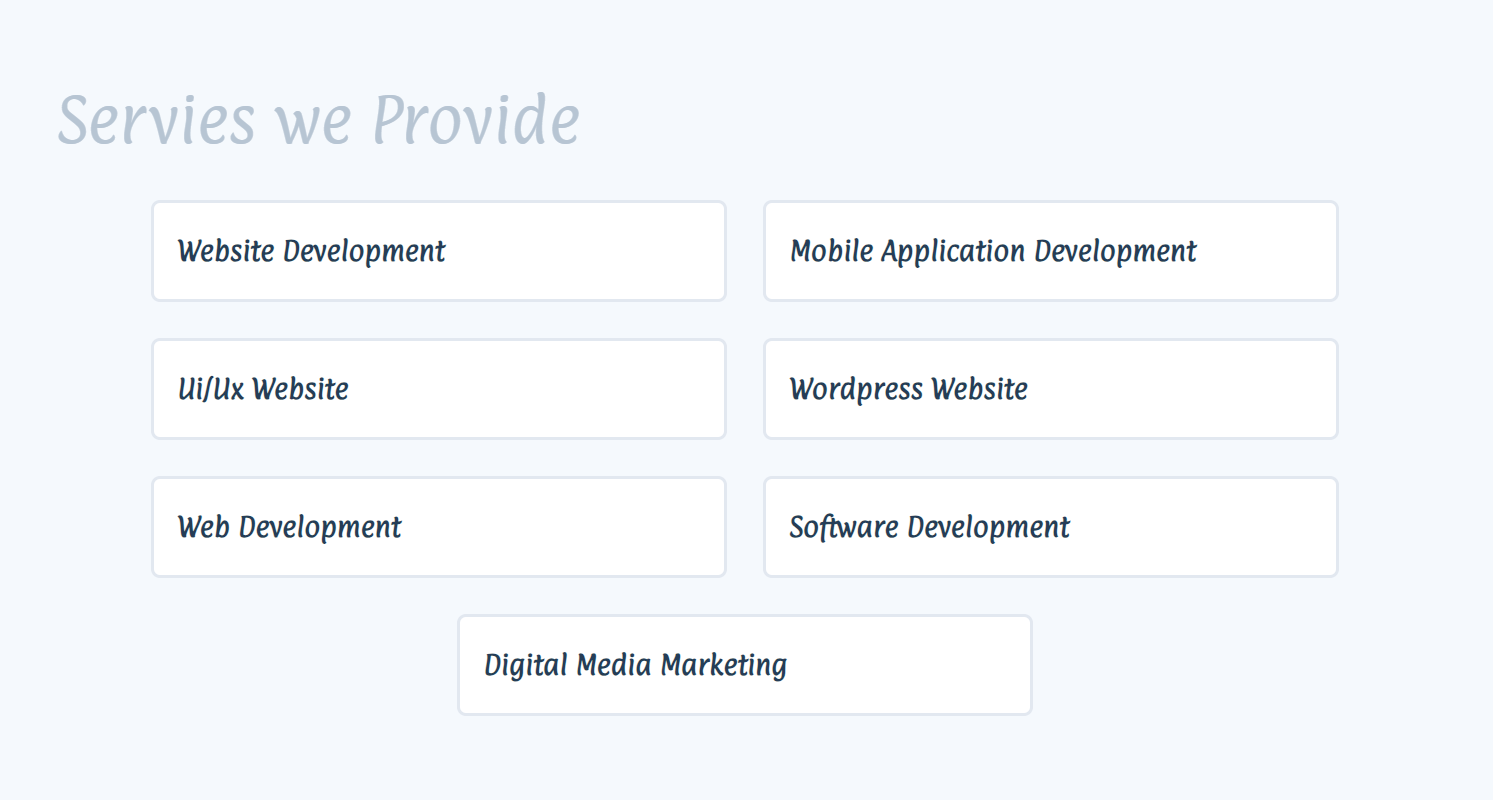 Servies we Provide
Website Development
Mobile Application Development
Ui/Ux Website
Wordpress Website
Web Development
Software Development
Digital Media Marketing